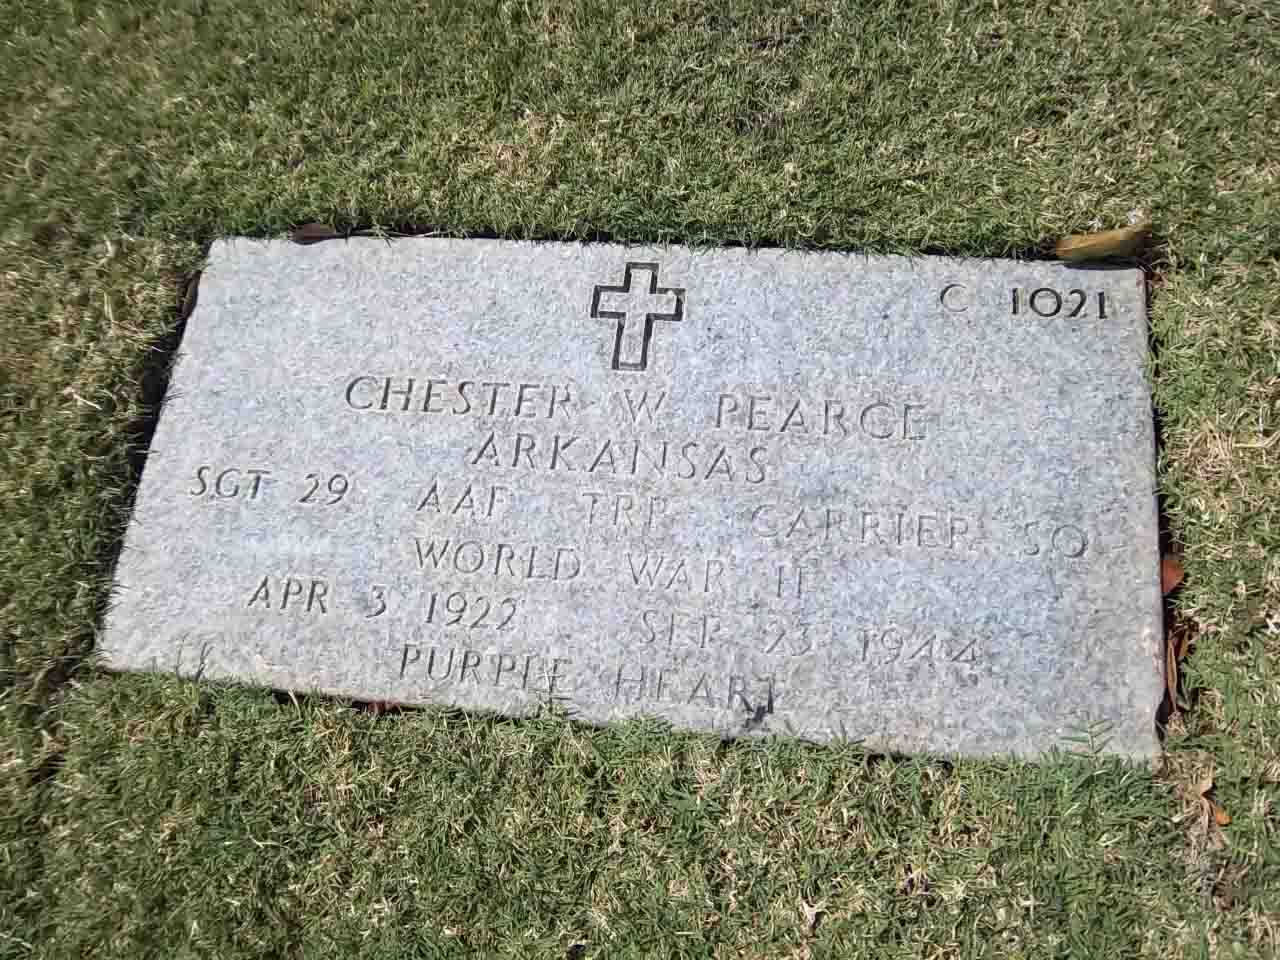 C 1021
CHESTER W PEARCE
ARKANSAS
SGT 29 AAF TRP CARRIER SQ
WORLD WAR II
APR 3 1922 SEP 23 1944
PURPLE HEART